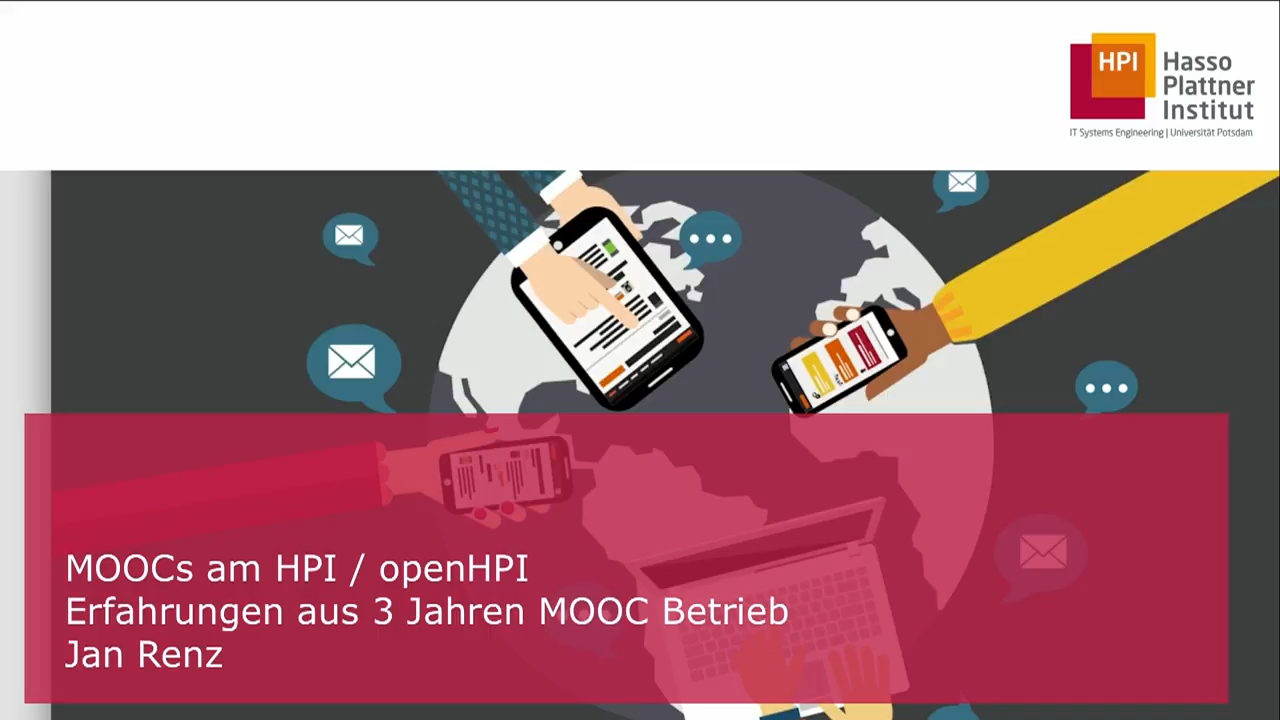 HPI
Hasso
Plattner
Institut
IT Systems Engineering | Universität Potsdam
MOOCs am HPI / openHPI
Erfahrungen aus 3 Jahren MOOC Betrieb
Jan Renz